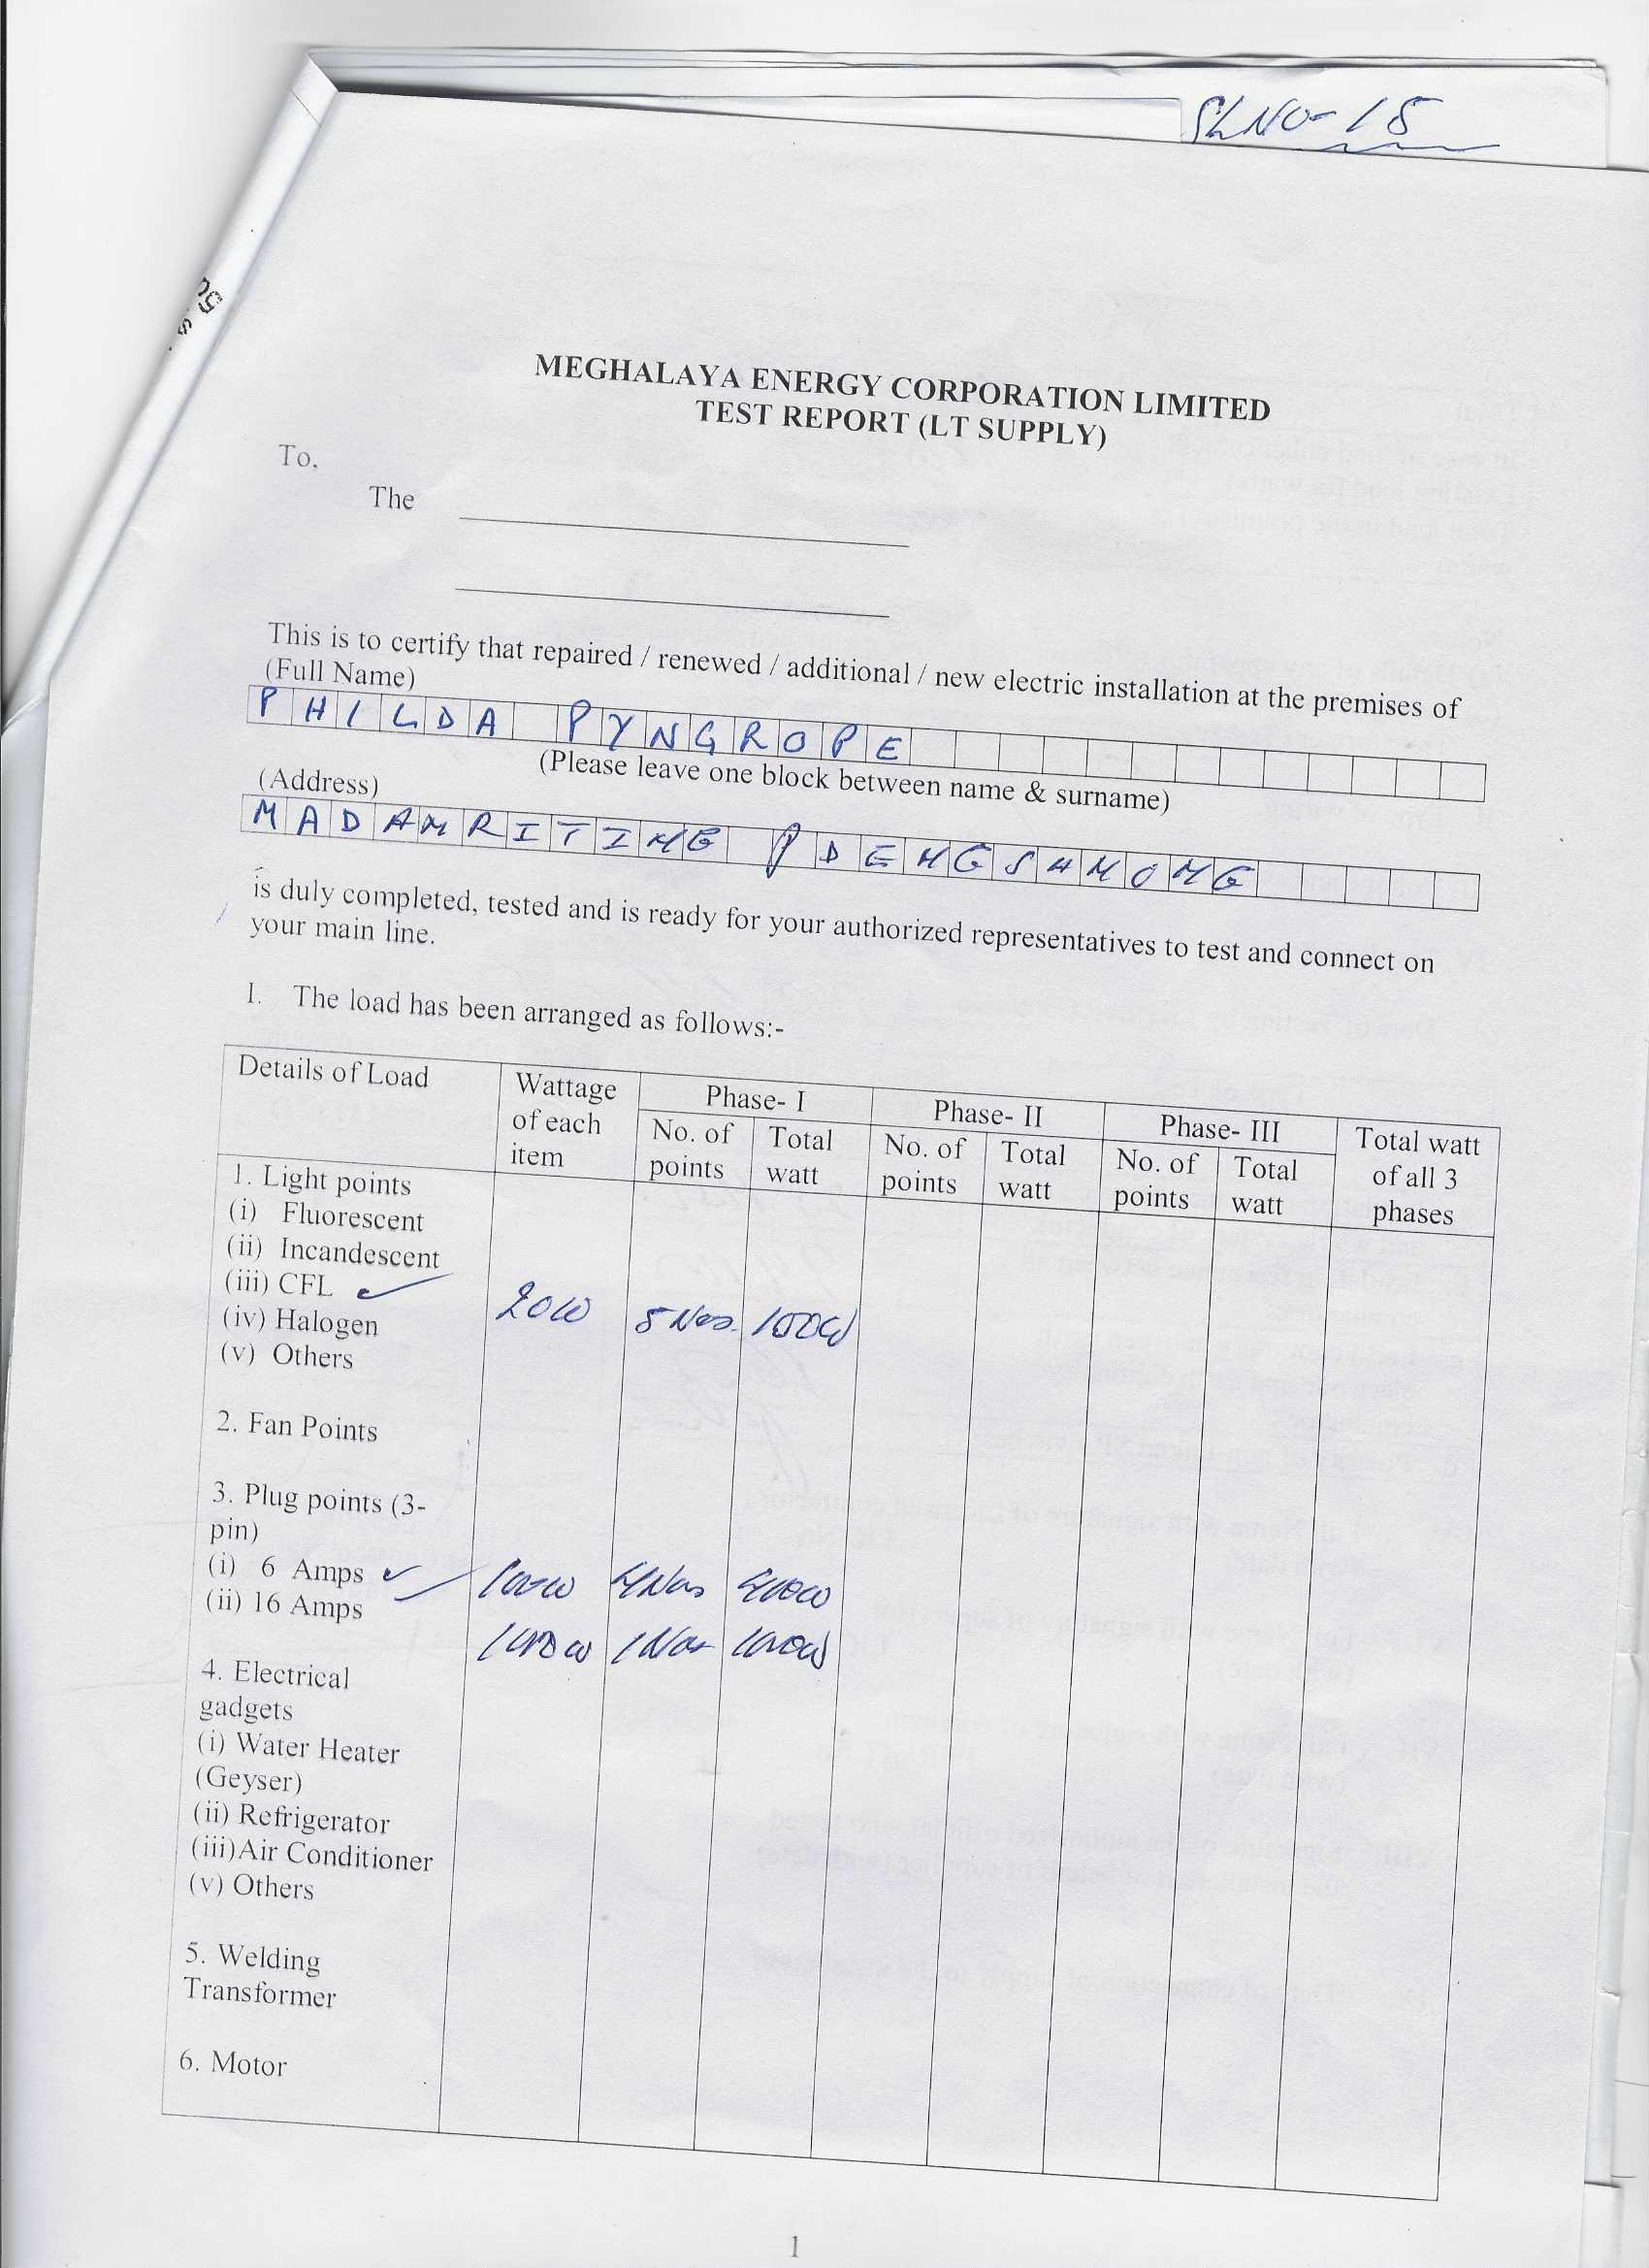 SLNO-18
MEGHALAYA ENERGY CORPORATION LIMITED
TEST REPORT (LT SUPPLY)
To,
The
This is to certify that repaired / renewed / additional / new electric installation at the premises of
(Full Name)
PHILDA PYNGROPE
(Please leave one block between name & surname)
(Address)
MADAMRITING PDENGSHNONG
is duly completed, tested and is ready for your authorized representatives to test and connect on
your main line.
I. The load has been arranged as follows:-
Details of Load Wattage of each item Phase- I Phase- II Phase- III Total watt of all 3 phases
No. of points Total watt No. of points Total watt No. of points Total watt
1. Light points
(i) Fluorescent
(ii) Incandescent
(iii) CFL ✓ 20W 5 Nos. 100W
(iv) Halogen
(v) Others
2. Fan Points
3. Plug points (3-
pin)
(i) 6 Amps ✓ 100W 4 Nos 400W
(ii) 16 Amps ✓ 1000W 1 Nos 1000W
4. Electrical
gadgets
(i) Water Heater
(Geyser)
(ii) Refrigerator
(iii)Air Conditioner
(v) Others
5. Welding
Transformer
6. Motor
1